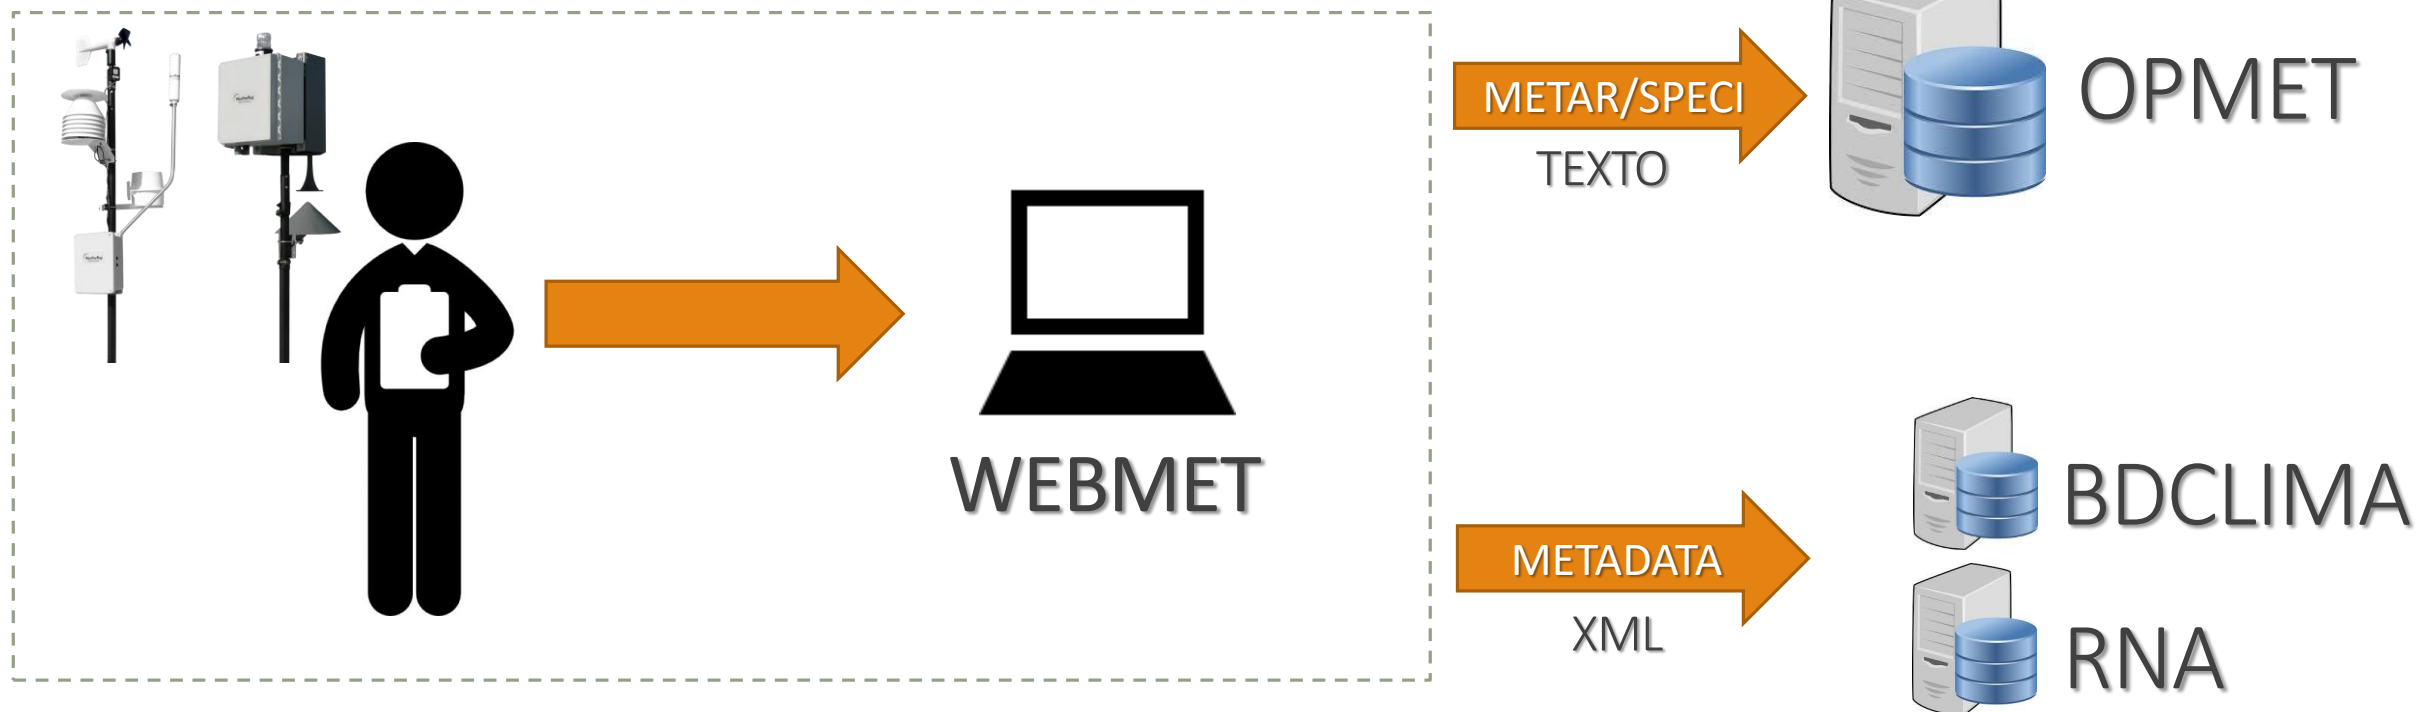 METAR/SPECI
TEXTO
OPMET
WEBMET
METADATA
XML
BDCLIMA
RNA